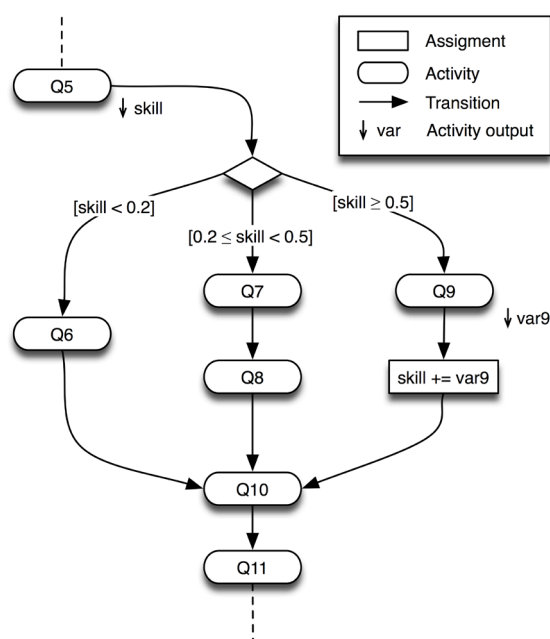 Assigment
Activity
Transition
var Activity output
Q5
skill
[skill < 0.2]
[0.2 ≤ skill < 0.5]
[skill ≥ 0.5]
Q7
Q9
var9
Q6
Q8
skill += var9
Q10
Q11